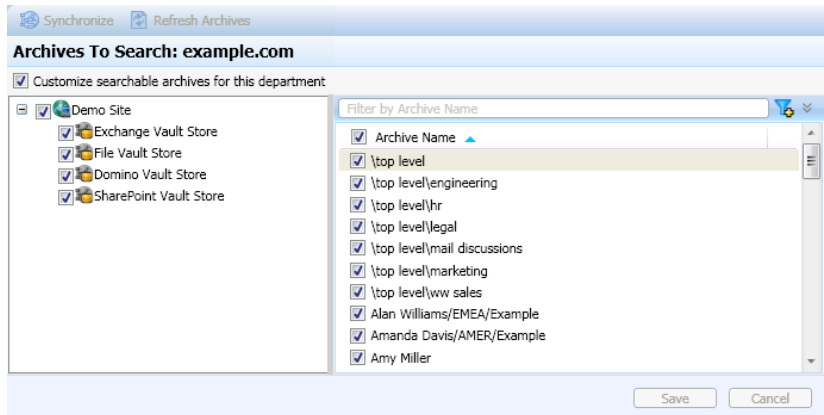 Synchronize Refresh Archives
Archives To Search: example.com
Customize searchable archives for this department
Demo Site
Exchange Vault Store
File Vault Store
Domino Vault Store
SharePoint Vault Store
Filter by Archive Name
Archive Name
\top level
\top level\engineering
\top level\hr
\top level\legal
\top level\mail discussions
\top level\marketing
\top level\ww sales
Alan Williams/EMEA/Example
Amanda Davis/AMER/Example
Amy Miller
Save Cancel